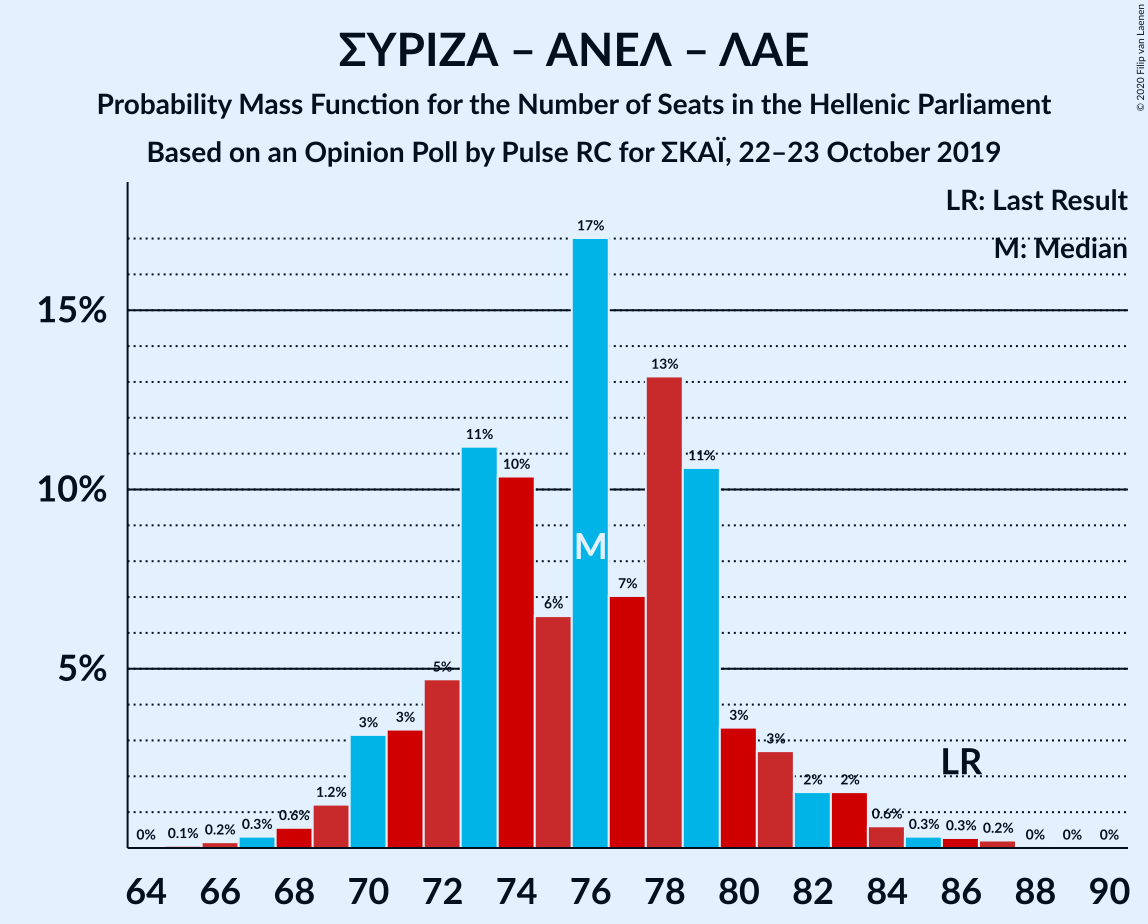 ΣΥΡΙΖΑ – ΑΝΕΛ – ΛΑΕ
Probability Mass Function for the Number of Seats in the Hellenic Parliament
Based on an Opinion Poll by Pulse RC for ΣΚΑΪ, 22–23 October 2019
© 2020 Filip van Laenen
LR: Last Result
M: Median
15%
10%
5%
0% 0.1% 0.2% 0.3% 0.6% 1.2% 3% 3% 5% 11% 10% 6% 17% 7% 13% 11% 3% 3% 2% 2% 0.6% 0.3% 0.3% 0.2% 0% 0% 0%
M
LR
64 66 68 70 72 74 76 78 80 82 84 86 88 90